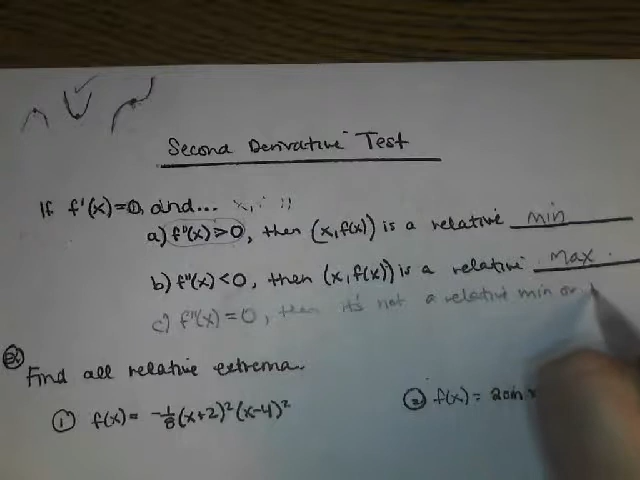 Second Derivative Test
If f'(x)=0, and...
a) f"(x)>0, then (x, f(x)) is a relative min
b) f"(x)<0, then (x, f(x)) is a relative max.
c) f"(x)=0, then it's not a relative min or
Ex Find all relative extrema.
① f(x)= -1/8(x+2)²(x-4)²
② f(x)= 2sin